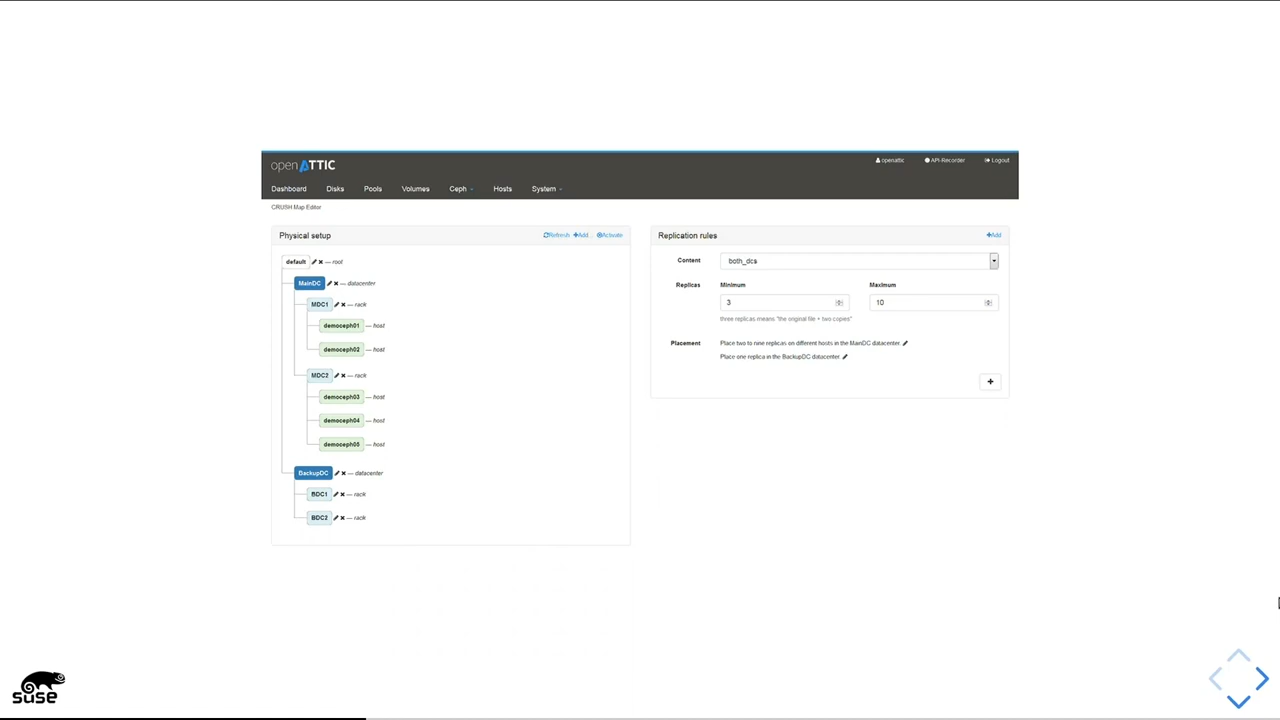 openATTIC
openattic API-Recorder Logout
Dashboard Disks Pools Volumes Ceph Hosts System
CRUSH Map Editor
Physical setup Refresh Add... Activate
default — root
MainDC — datacenter
MDC1 — rack
democeph01 — host
democeph02 — host
MDC2 — rack
democeph03 — host
democeph04 — host
democeph05 — host
BackupDC — datacenter
BDC1 — rack
BDC2 — rack
Replication rules Add
Content both_dcs
Replicas Minimum Maximum
3 10
three replicas means "the original file + two copies"
Placement Place two to nine replicas on different hosts in the MainDC datacenter
Place one replica in the BackupDC datacenter.
suse